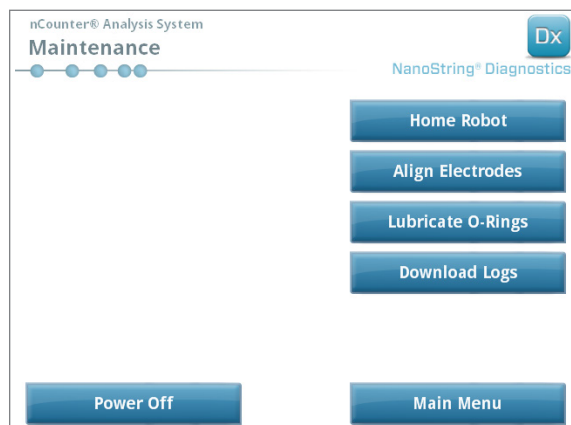 nCounter® Analysis System
Maintenance
Dx
NanoString® Diagnostics
Home Robot
Align Electrodes
Lubricate O-Rings
Download Logs
Power Off
Main Menu